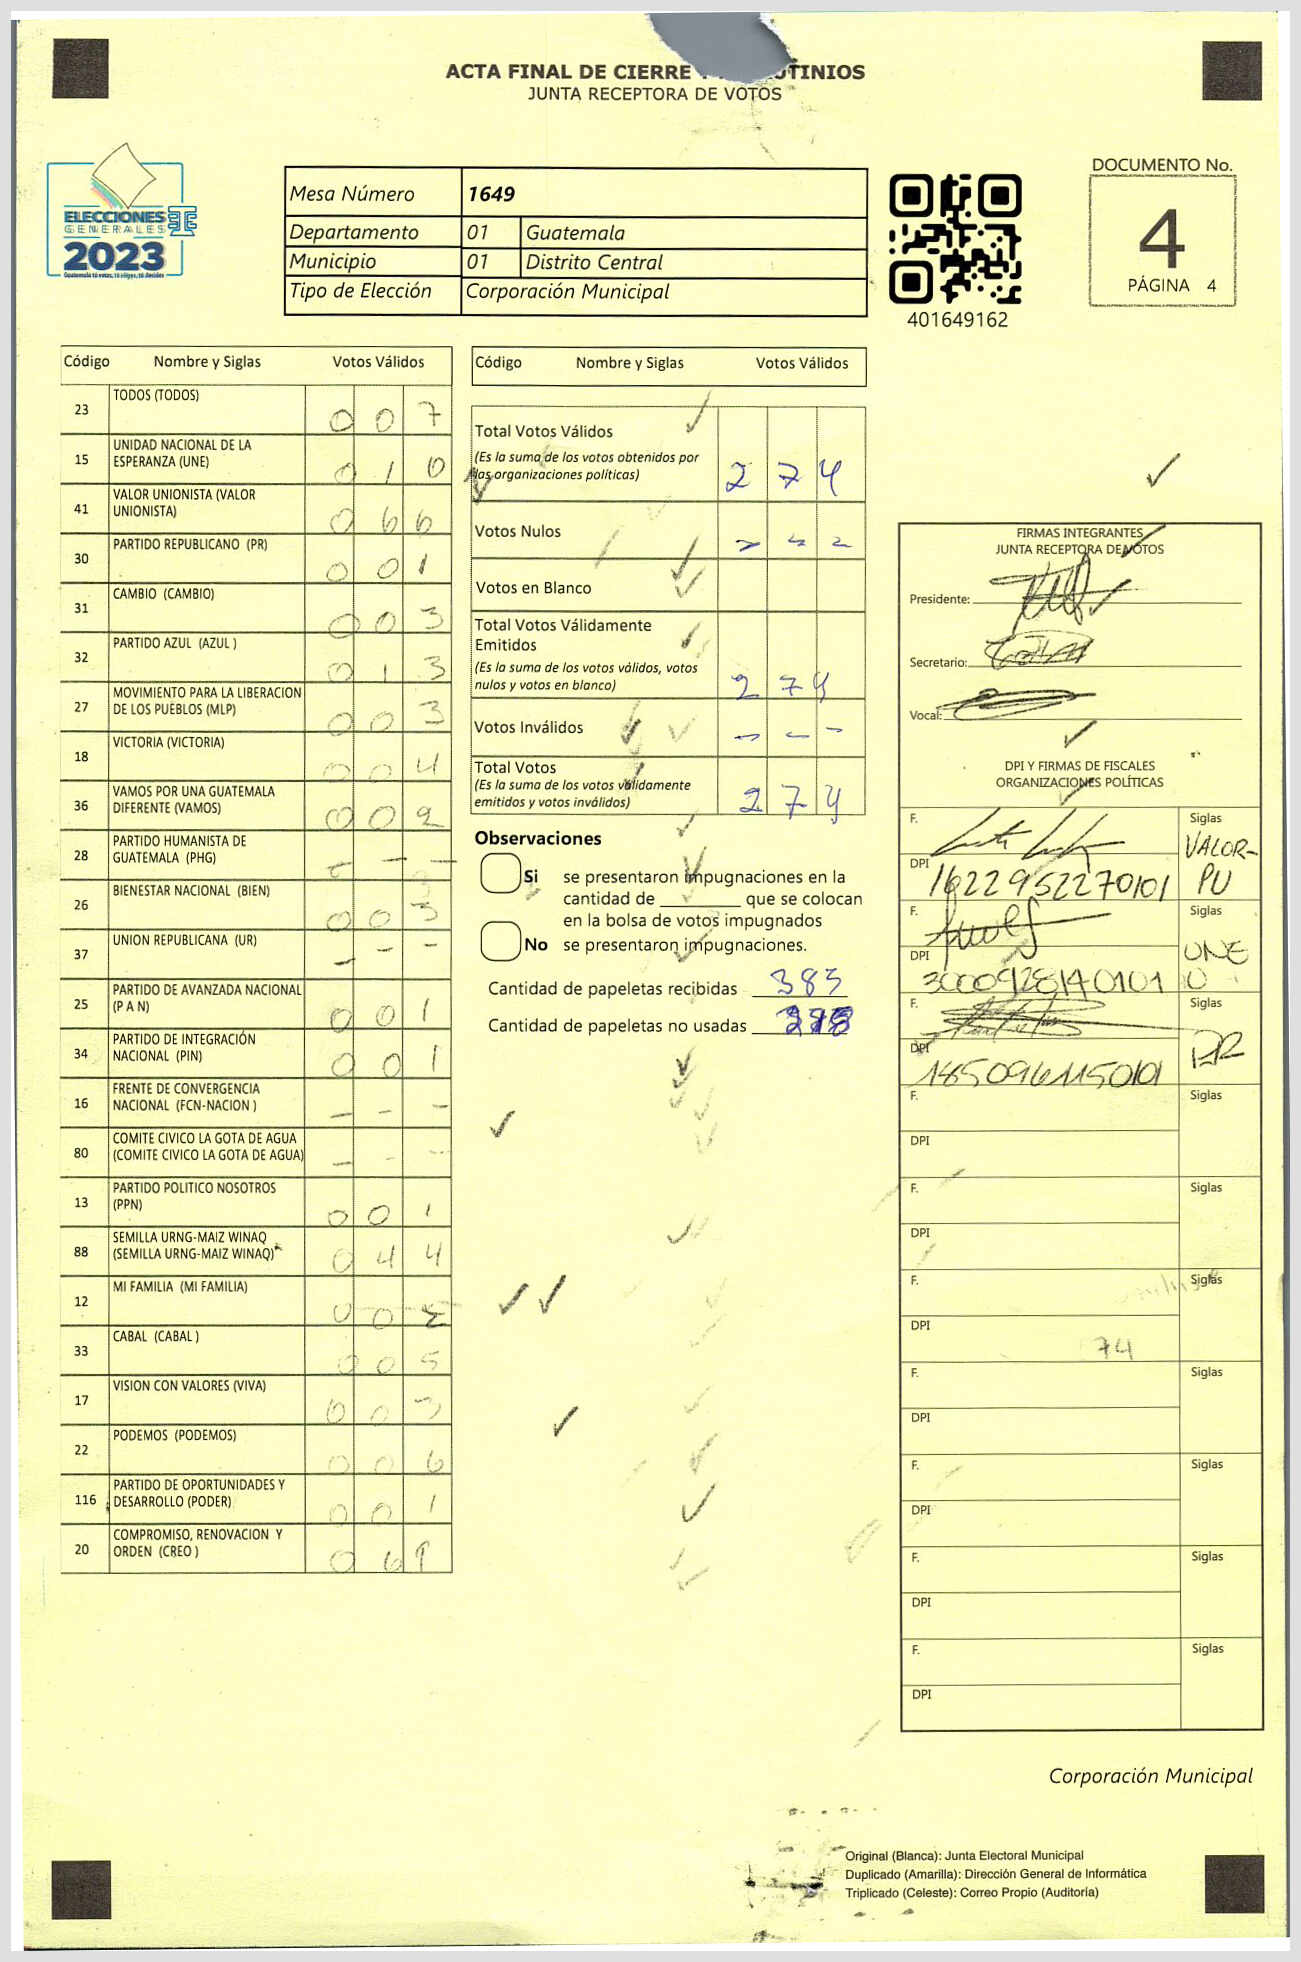 ACTA FINAL DE CIERRE Y
JUNTA RECEPTORA DE VOTOS
ELECCIONES
GENERALES
2023
Guatemala tú votas, tú eliges, tú decides
Mesa Número 1649
Departamento 01 Guatemala
Municipio 01 Distrito Central
Tipo de Elección Corporación Municipal
401649162
DOCUMENTO No.
4
PÁGINA 4
Código Nombre y Siglas Votos Válidos
23 TODOS (TODOS) 0 0 7
15 UNIDAD NACIONAL DE LA
ESPERANZA (UNE) 0 1 0
41 VALOR UNIONISTA (VALOR
UNIONISTA) 0 6 6
30 PARTIDO REPUBLICANO (PR) 0 0 1
31 CAMBIO (CAMBIO) 0 0 3
32 PARTIDO AZUL (AZUL ) 0 1 3
27 MOVIMIENTO PARA LA LIBERACION
DE LOS PUEBLOS (MLP) 0 0 3
18 VICTORIA (VICTORIA) 0 0 4
36 VAMOS POR UNA GUATEMALA
DIFERENTE (VAMOS) 0 0 2
28 PARTIDO HUMANISTA DE
GUATEMALA (PHG) - - -
26 BIENESTAR NACIONAL (BIEN) 0 0 3
37 UNION REPUBLICANA (UR) - - -
25 PARTIDO DE AVANZADA NACIONAL
(P A N) 0 0 1
34 PARTIDO DE INTEGRACIÓN
NACIONAL (PIN) 0 0 1
16 FRENTE DE CONVERGENCIA
NACIONAL (FCN-NACION ) - - -
80 COMITE CIVICO LA GOTA DE AGUA
(COMITE CIVICO LA GOTA DE AGUA) - - -
13 PARTIDO POLITICO NOSOTROS
(PPN) 0 0 1
88 SEMILLA URNG-MAIZ WINAQ
(SEMILLA URNG-MAIZ WINAQ) 0 4 4
12 MI FAMILIA (MI FAMILIA) 0 0
33 CABAL (CABAL ) 0 0 5
17 VISION CON VALORES (VIVA) 0 0 3
22 PODEMOS (PODEMOS) 0 0 6
116 PARTIDO DE OPORTUNIDADES Y
DESARROLLO (PODER) 0 0 1
20 COMPROMISO, RENOVACION Y
ORDEN (CREO ) 0 6
Código Nombre y Siglas Votos Válidos
Total Votos Válidos
(Es la suma de los votos obtenidos por
las organizaciones políticas) 2 7 4
Votos Nulos - - -
Votos en Blanco
Total Votos Válidamente
Emitidos
(Es la suma de los votos válidos, votos
nulos y votos en blanco) 2 7 4
Votos Inválidos - - -
Total Votos
(Es la suma de los votos válidamente
emitidos y votos inválidos) 2 7 4
Observaciones
Si se presentaron impugnaciones en la
cantidad de ________ que se colocan
en la bolsa de votos impugnados
No se presentaron impugnaciones.
Cantidad de papeletas recibidas 383
Cantidad de papeletas no usadas
FIRMAS INTEGRANTES
JUNTA RECEPTORA DE VOTOS
Presidente:
Secretario:
Vocal:
DPI Y FIRMAS DE FISCALES
ORGANIZACIONES POLÍTICAS
F. Siglas
VALOR-
PU
DPI 1622952270101
F. Siglas
UNE
DPI 3000928140101
F. Siglas
PR
DPI 1850961150101
F. Siglas
DPI
F. Siglas
DPI
F. Siglas
DPI
74
F. Siglas
DPI
F. Siglas
DPI
F. Siglas
DPI
F. Siglas
DPI
Corporación Municipal
Original (Blanca): Junta Electoral Municipal
Duplicado (Amarilla): Dirección General de Informática
Triplicado (Celeste): Correo Propio (Auditoría)